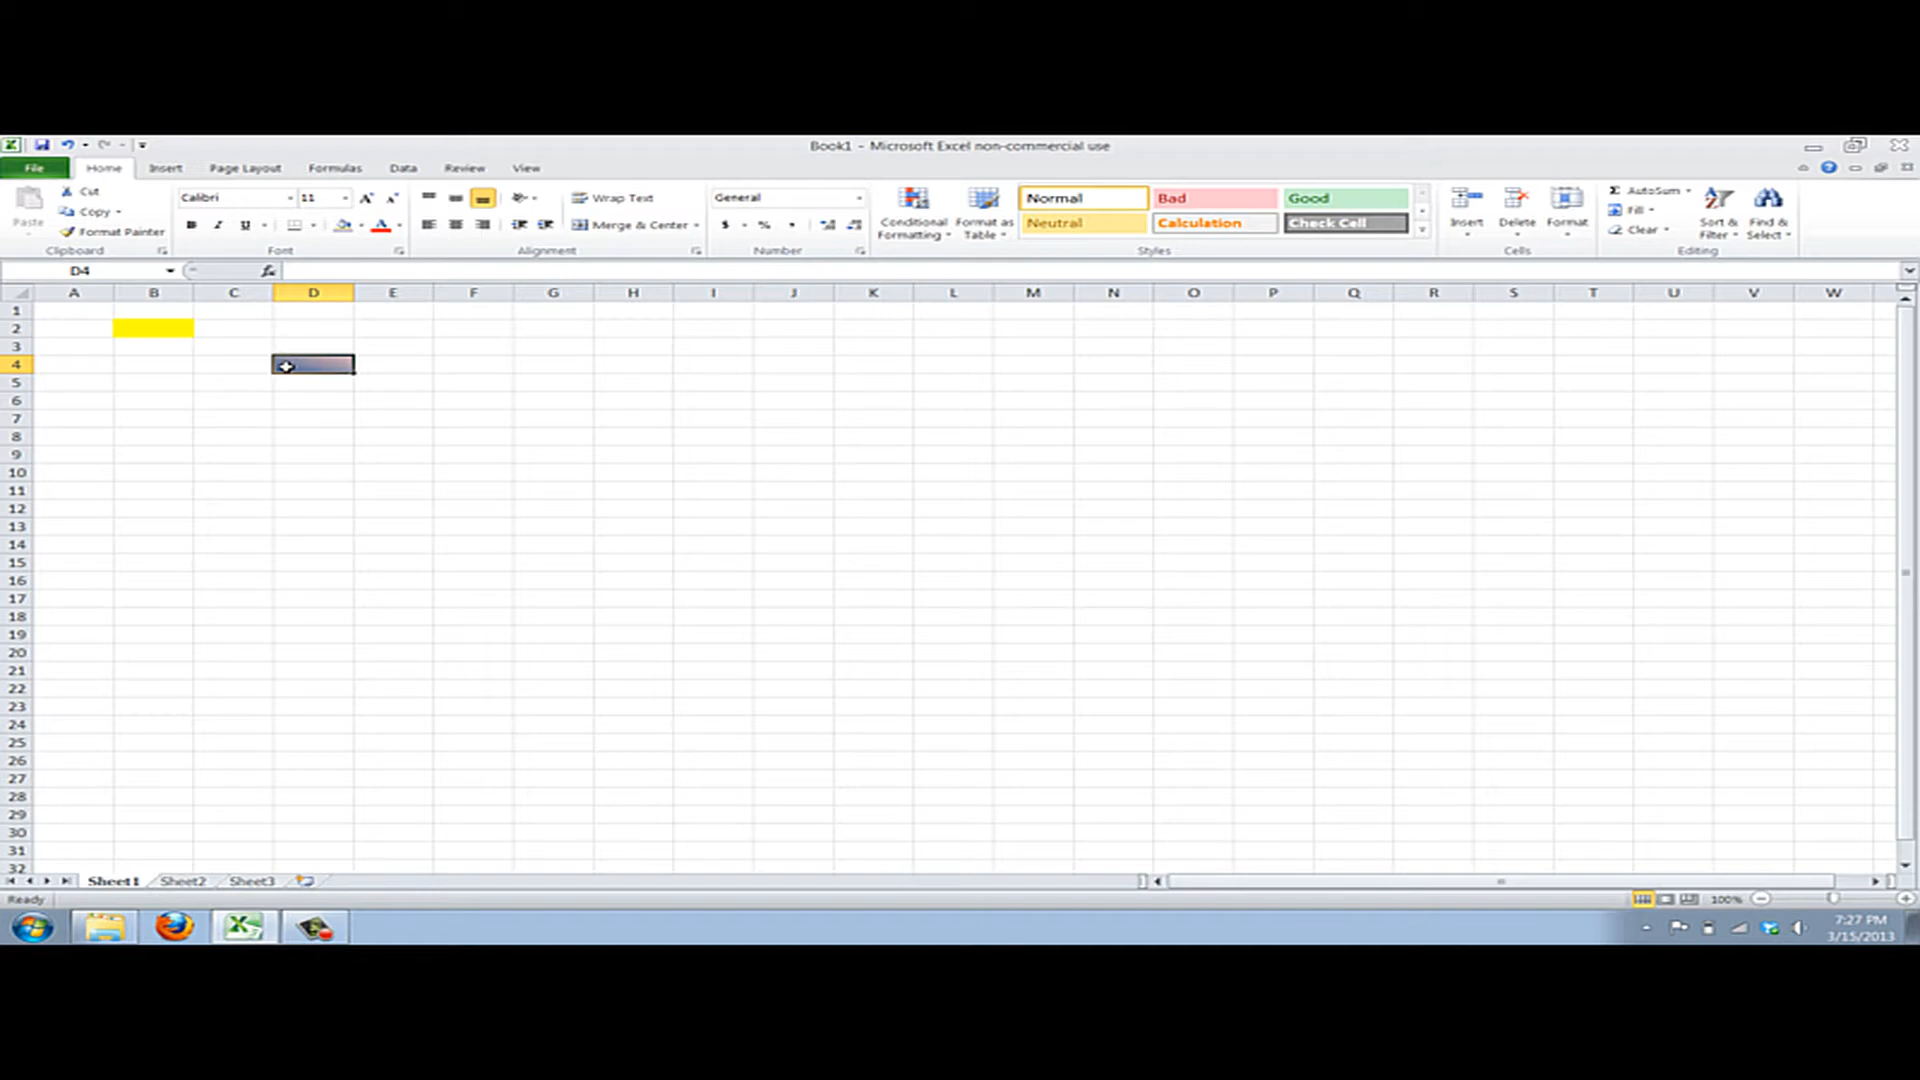 Book1 - Microsoft Excel non-commercial use
File Home Insert Page Layout Formulas Data Review View
Paste
Cut
Copy
Format Painter
Clipboard
Calibri 11
B I U
Font
Wrap Text
Merge & Center
Alignment
General
$ % ,
Number
Conditional Formatting
Format as Table
Normal Bad Good
Neutral Calculation Check Cell
Styles
Insert Delete Format
Cells
Σ AutoSum
Fill
Clear
Sort & Filter
Find & Select
Editing
D4 fx
A B C D E F G H I J K L M N O P Q R S T U V W
1
2
3
4
5
6
7
8
9
10
11
12
13
14
15
16
17
18
19
20
21
22
23
24
25
26
27
28
29
30
31
32
Sheet1 Sheet2 Sheet3
Ready 100%
7:27 PM
3/15/2013